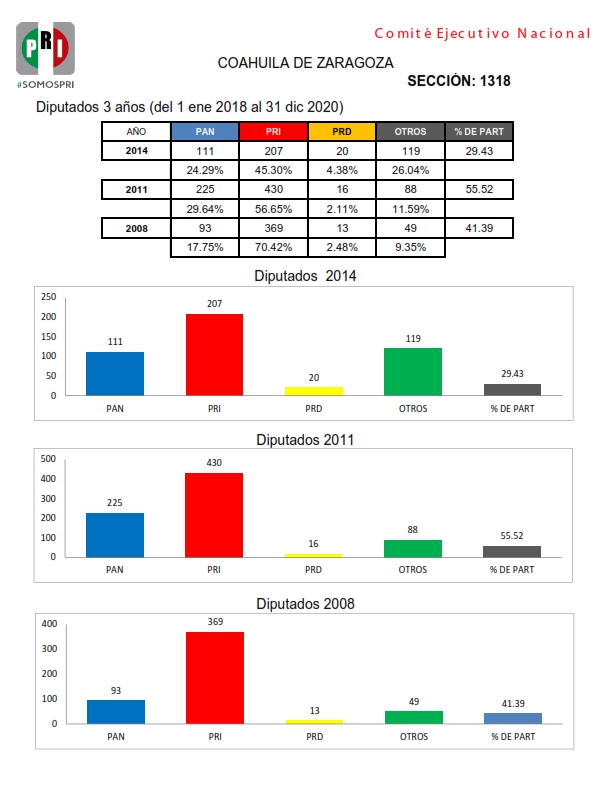 Comité Ejecutivo Nacional
PRI
#SOMOSPRI
COAHUILA DE ZARAGOZA
SECCIÓN: 1318
Diputados 3 años (del 1 ene 2018 al 31 dic 2020)
AÑO PAN PRI PRD OTROS % DE PART
2014 111 207 20 119 29.43
24.29% 45.30% 4.38% 26.04%
2011 225 430 16 88 55.52
29.64% 56.65% 2.11% 11.59%
2008 93 369 13 49 41.39
17.75% 70.42% 2.48% 9.35%
Diputados 2014
250
200
150
100
50
0
111 207 20 119 29.43
PAN PRI PRD OTROS % DE PART
Diputados 2011
500
400
300
200
100
0
225 430 16 88 55.52
PAN PRI PRD OTROS % DE PART
Diputados 2008
400
300
200
100
0
93 369 13 49 41.39
PAN PRI PRD OTROS % DE PART